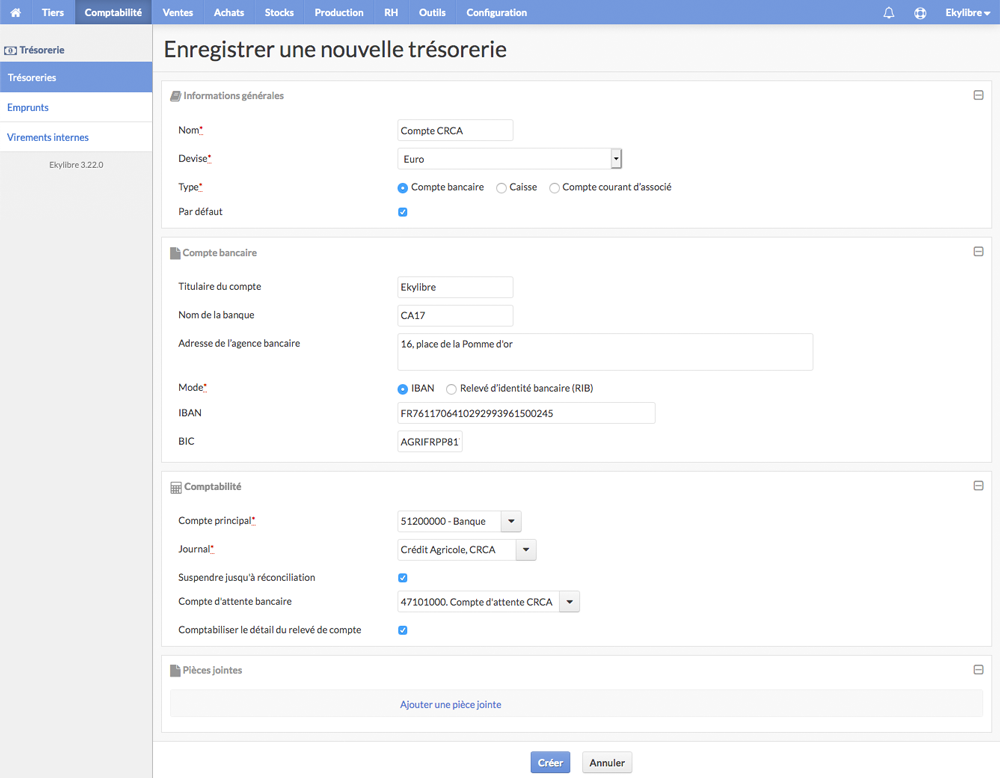 Tiers Comptabilité Ventes Achats Stocks Production RH Outils Configuration Ekylibre
Trésorerie
Trésoreries
Emprunts
Virements internes
Ekylibre 3.22.0
Enregistrer une nouvelle trésorerie
Informations générales
Nom* Compte CRCA
Devise* Euro
Type* Compte bancaire Caisse Compte courant d'associé
Par défaut
Compte bancaire
Titulaire du compte Ekylibre
Nom de la banque CA17
Adresse de l'agence bancaire 16, place de la Pomme d'or
Mode* IBAN Relevé d'identité bancaire (RIB)
IBAN FR7611706410292993961500245
BIC AGRIFRPP81
Comptabilité
Compte principal* 51200000 - Banque
Journal* Crédit Agricole, CRCA
Suspendre jusqu'à réconciliation
Compte d'attente bancaire 47101000. Compte d'attente CRCA
Comptabiliser le détail du relevé de compte
Pièces jointes
Ajouter une pièce jointe
Créer Annuler